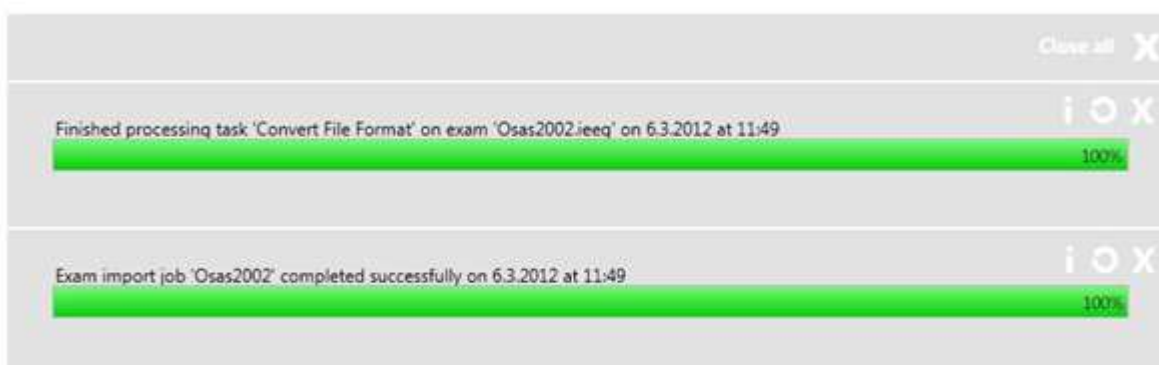 Close all X
i X
Finished processing task 'Convert File Format' on exam 'Osas2002.ieeg' on 6.3.2012 at 11:49
100%
i X
Exam import job 'Osas2002' completed successfully on 6.3.2012 at 11:49
100%